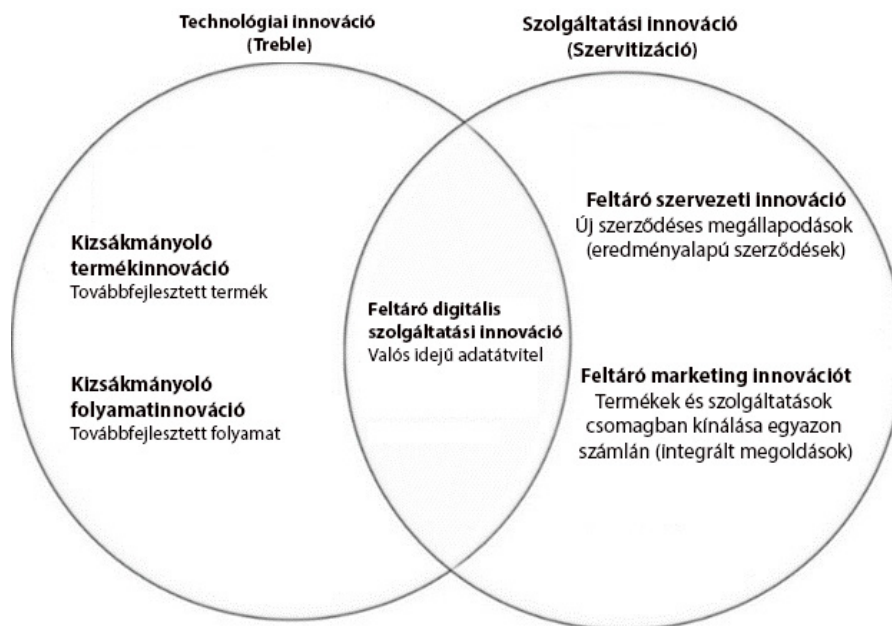 Technológiai innováció
(Treble)
Szolgáltatási innováció
(Szervitizáció)
Kizsákmányoló
termékinnováció
Továbbfejlesztett termék
Kizsákmányoló
folyamatinnováció
Továbbfejlesztett folyamat
Feltáró digitális
szolgáltatási innováció
Valós idejű adatátvitel
Feltáró szervezeti innováció
Új szerződéses megállapodások
(eredményalapú szerződések)
Feltáró marketing innovációt
Termékek és szolgáltatások
csomagban kínálása egyazon
számlán (integrált megoldások)